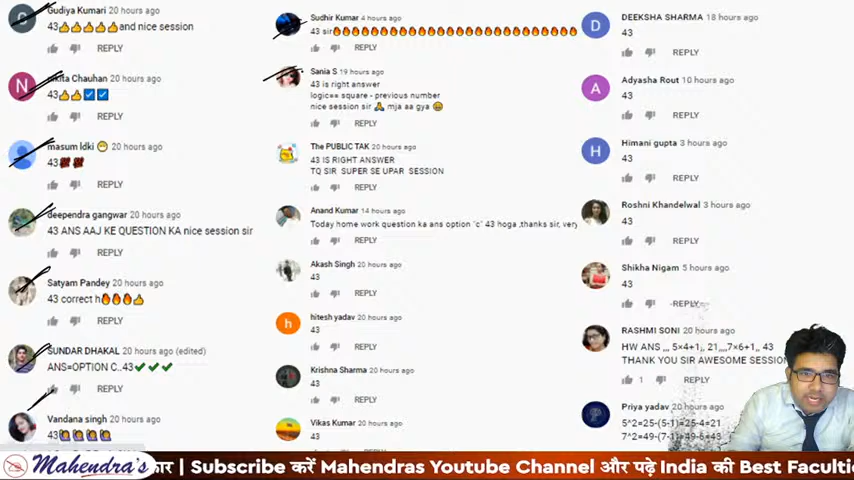 Gudiya Kumari 20 hours ago
43👍👍👍👍👍and nice session
REPLY
Nikita Chauhan 20 hours ago
43👍👍☑️☑️
REPLY
masum ldki 😁 20 hours ago
43💯💯
REPLY
deependra gangwar 20 hours ago
43 ANS AAJ KE QUESTION KA nice session sir
REPLY
Satyam Pandey 20 hours ago
43 correct h🔥🔥🔥👍
REPLY
SUNDAR DHAKAL 20 hours ago (edited)
ANS=OPTION C..43✔✔✔
REPLY
Vandana singh 20 hours ago
43🙋🙋🙋🙋
Sudhir Kumar 4 hours ago
43 sir🔥🔥🔥🔥🔥🔥🔥🔥🔥🔥🔥🔥🔥🔥🔥🔥🔥🔥🔥🔥🔥🔥🔥🔥🔥
REPLY
Sania S 19 hours ago
43 is right answer
logic== square - previous number
nice session sir 🙏 mja aa gya 😄
REPLY
The PUBLIC TAK 20 hours ago
43 IS RIGHT ANSWER
TQ SIR SUPER SE UPAR SESSION
REPLY
Anand Kumar 14 hours ago
Today home work question ka ans option "c" 43 hoga ,thanks sir, very
REPLY
Akash Singh 20 hours ago
43
REPLY
hitesh yadav 20 hours ago
43
REPLY
Krishna Sharma 20 hours ago
43
REPLY
Vikas Kumar 20 hours ago
43
DEEKSHA SHARMA 18 hours ago
43
REPLY
Adyasha Rout 10 hours ago
43
REPLY
Himani gupta 3 hours ago
43
REPLY
Roshni Khandelwal 3 hours ago
43
REPLY
Shikha Nigam 5 hours ago
43
REPLY
RASHMI SONI 20 hours ago
HW ANS ,,, 5×4+1;, 21,,,,7×6+1,, 43
THANK YOU SIR AWESOME SESSION
1 REPLY
Priya yadav 20 hours ago
5^2=25-(5-1)=25-4=21
7^2=49-(7-1)=49-6=43
Mahendra's
कार | Subscribe करें Mahendras Youtube Channel और पढ़े India की Best Facultie